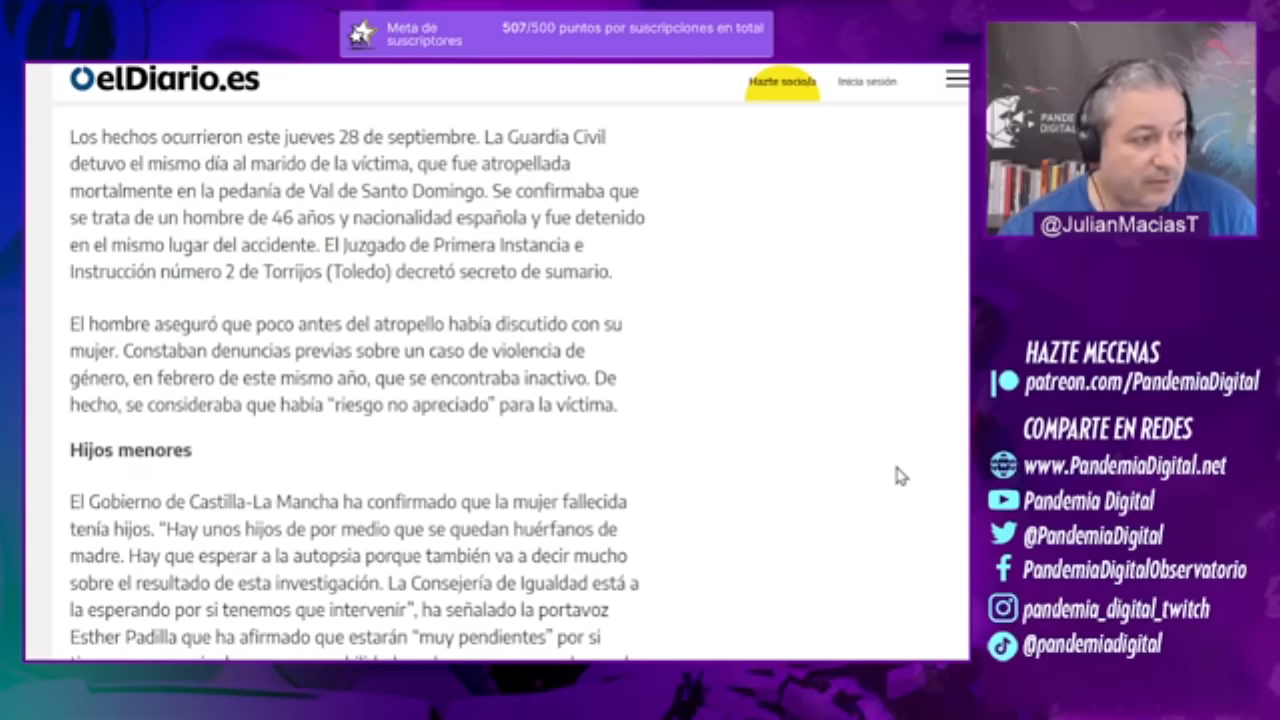 Meta de
suscriptores
507/500 puntos por suscripciones en total
elDiario.es
Hazte socio/a
Inicia sesión
Los hechos ocurrieron este jueves 28 de septiembre. La Guardia Civil
detuvo el mismo día al marido de la víctima, que fue atropellada
mortalmente en la pedanía de Val de Santo Domingo. Se confirmaba que
se trata de un hombre de 46 años y nacionalidad española y fue detenido
en el mismo lugar del accidente. El Juzgado de Primera Instancia e
Instrucción número 2 de Torrijos (Toledo) decretó secreto de sumario.
El hombre aseguró que poco antes del atropello había discutido con su
mujer. Constaban denuncias previas sobre un caso de violencia de
género, en febrero de este mismo año, que se encontraba inactivo. De
hecho, se consideraba que había “riesgo no apreciado” para la víctima.
Hijos menores
El Gobierno de Castilla-La Mancha ha confirmado que la mujer fallecida
tenía hijos. “Hay unos hijos de por medio que se quedan huérfanos de
madre. Hay que esperar a la autopsia porque también va a decir mucho
sobre el resultado de esta investigación. La Consejería de Igualdad está a
la esperando por si tenemos que intervenir”, ha señalado la portavoz
Esther Padilla que ha afirmado que estarán “muy pendientes” por si
PANDE
DIGITAL
@JulianMaciasT
HAZTE MECENAS
patreon.com/PandemiaDigital
COMPARTE EN REDES
www.PandemiaDigital.net
Pandemia Digital
@PandemiaDigital
PandemiaDigitalObservatorio
pandemia_digital_twitch
@pandemiadigital